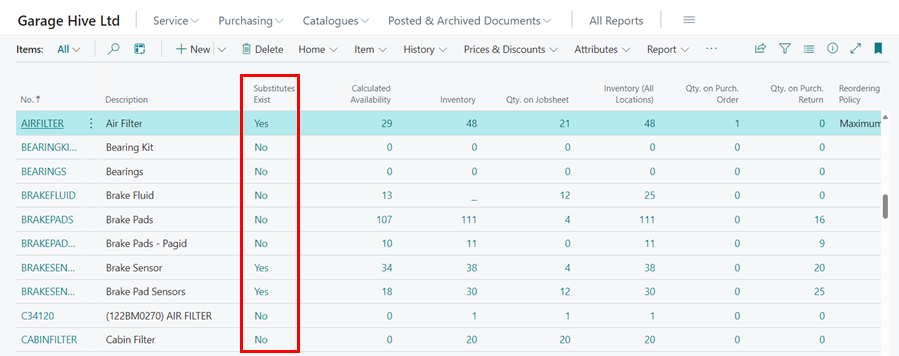 Garage Hive Ltd Service Purchasing Catalogues Posted & Archived Documents All Reports
Items: All New Delete Home Item History Prices & Discounts Attributes Report ...
No. ↑ Description Substitutes Exist Calculated Availability Inventory Qty. on Jobsheet Inventory (All Locations) Qty. on Purch. Order Qty. on Purch. Return Reordering Policy
AIRFILTER Air Filter Yes 29 48 21 48 1 0 Maximum
BEARINGKI... Bearing Kit No 0 0 0 0 0 0
BEARINGS Bearings No 0 0 0 0 0 0
BRAKEFLUID Brake Fluid No 13 _ 12 25 0 0
BRAKEPADS Brake Pads No 107 111 4 111 0 16
BRAKEPAD... Brake Pads - Pagid No 10 11 0 11 0 9
BRAKESEN... Brake Sensor Yes 34 38 4 38 0 20
BRAKESEN... Brake Pad Sensors Yes 18 30 12 30 0 25
C34120 (122BM0270) AIR FILTER No 0 1 1 1 0 0
CABINFILTER Cabin Filter No 0 20 20 20 0 0